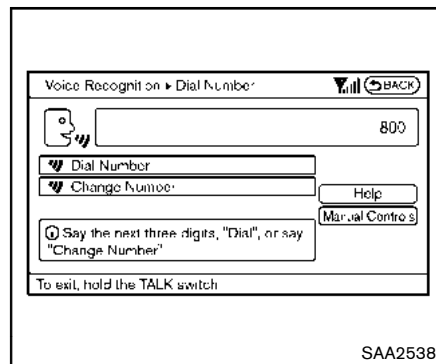 Voice Recognition ▸ Dial Number BACK
800
Dial Number
Change Number
Help
Manual Controls
Say the next three digits, "Dial", or say
"Change Number"
To exit, hold the TALK switch
SAA2538